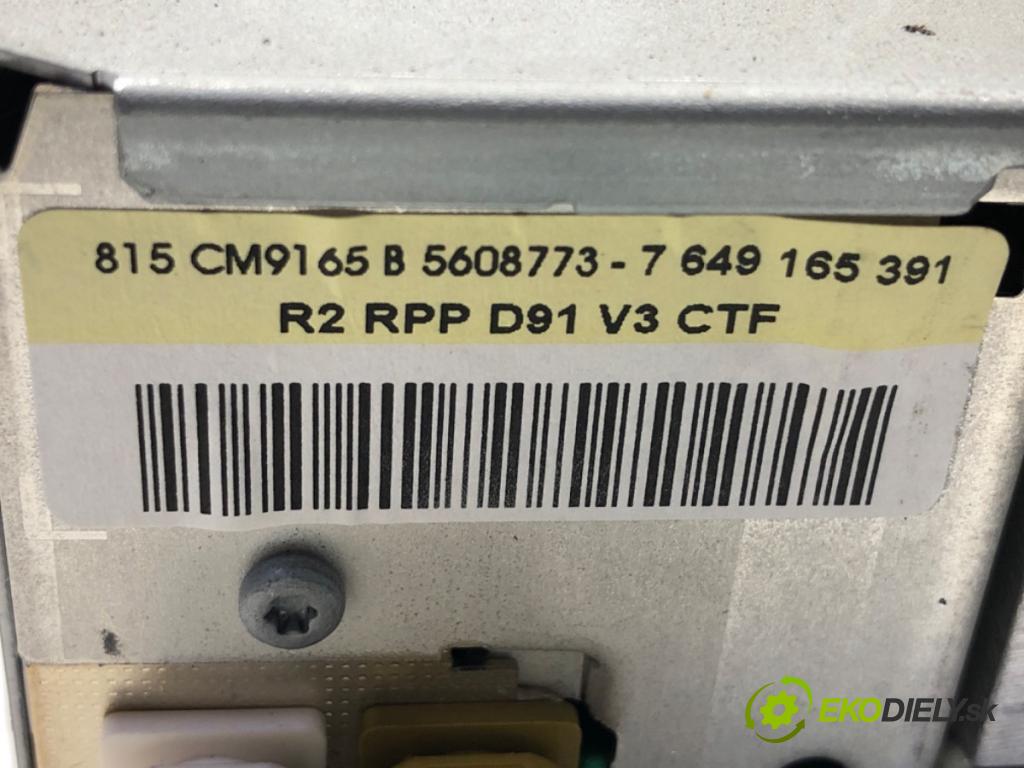 815 CM9165 B 5608773 - 7 649 165 391
R2 RPP D91 V3 CTF
EKODIELY.sk